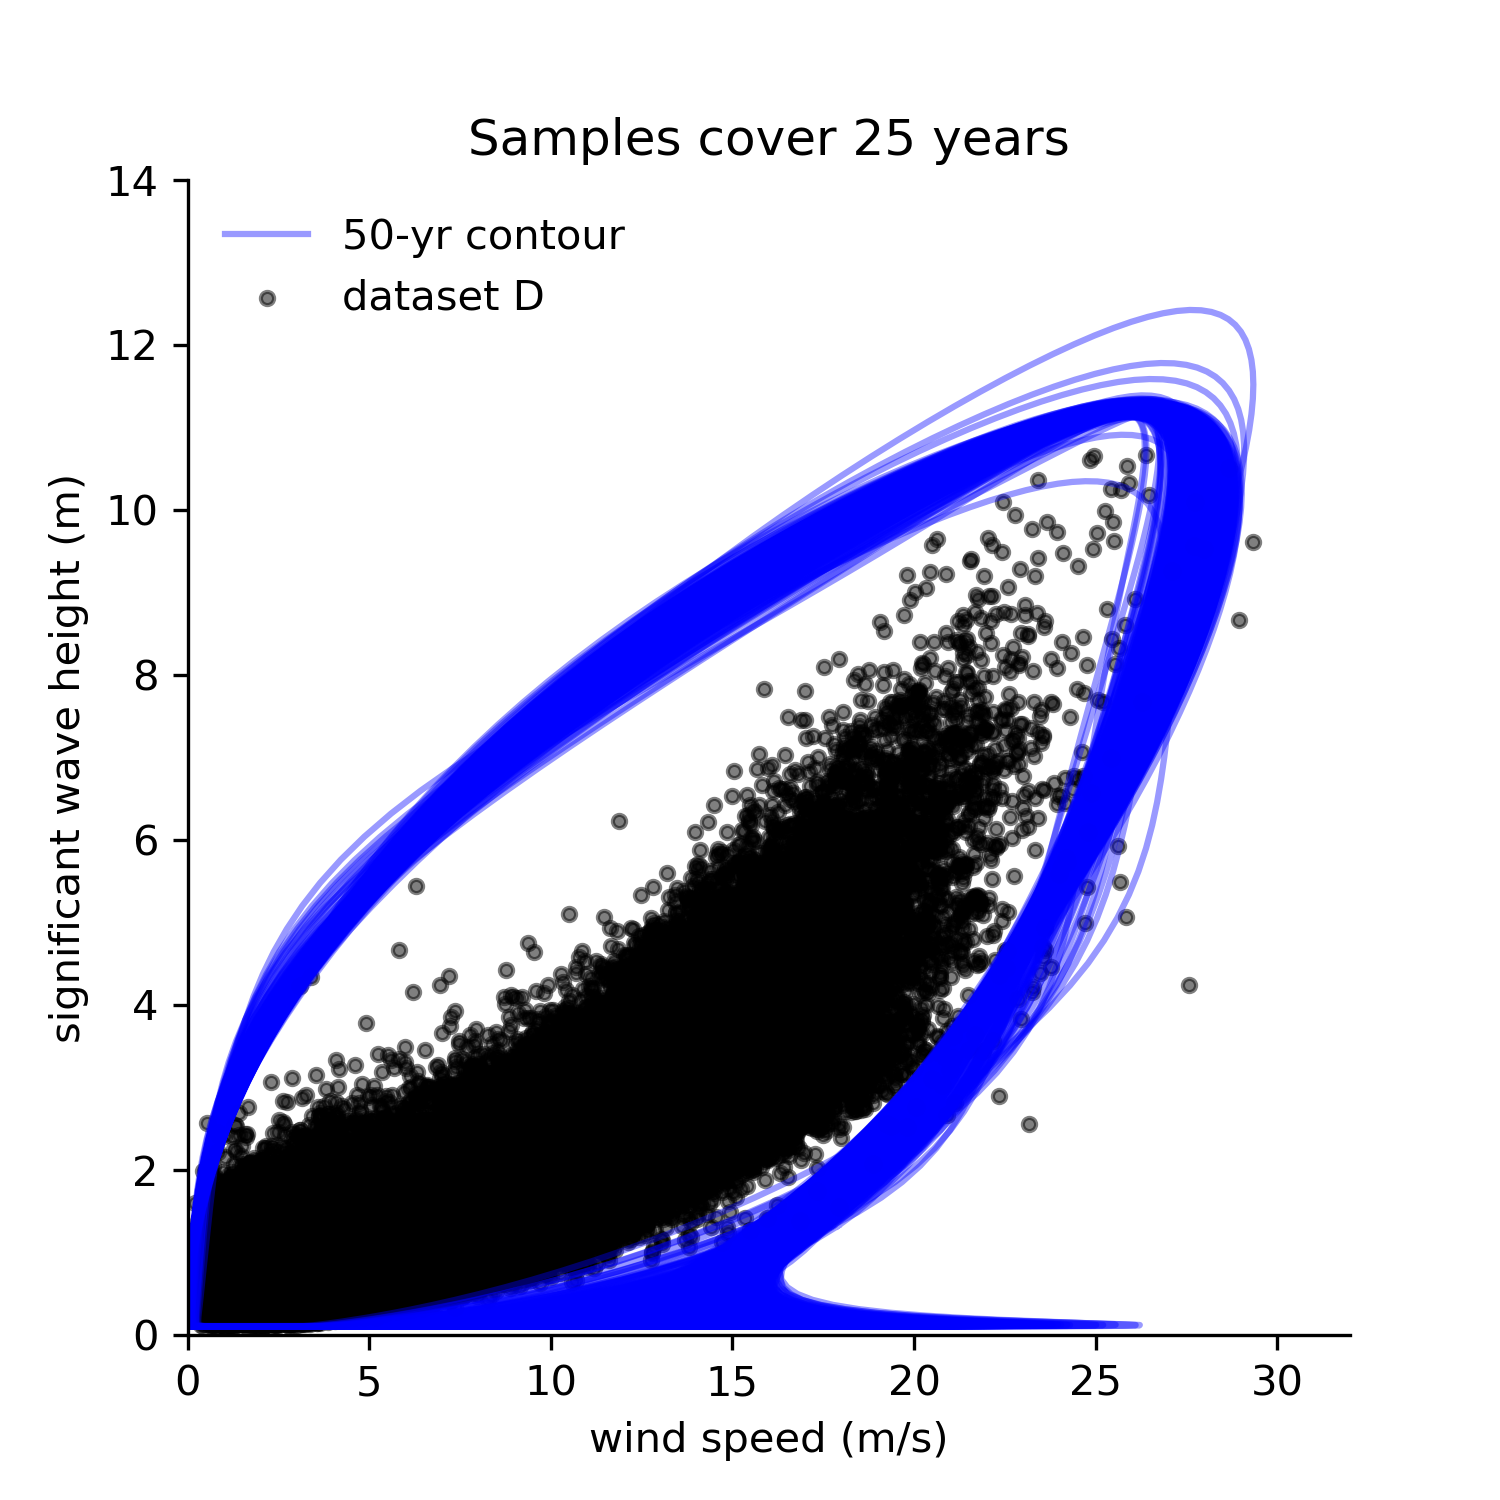 Samples cover 25 years
14
12
10
8
6
4
2
0
50-yr contour
dataset D
significant wave height (m)
0 5 10 15 20 25 30
wind speed (m/s)